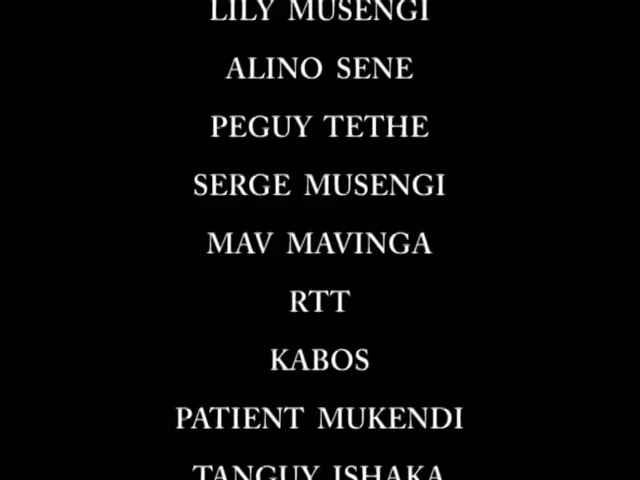 LILY MUSENGI
ALINO SENE
PEGUY TETHE
SERGE MUSENGI
MAV MAVINGA
RTT
KABOS
PATIENT MUKENDI
TANGUY ISHAKA